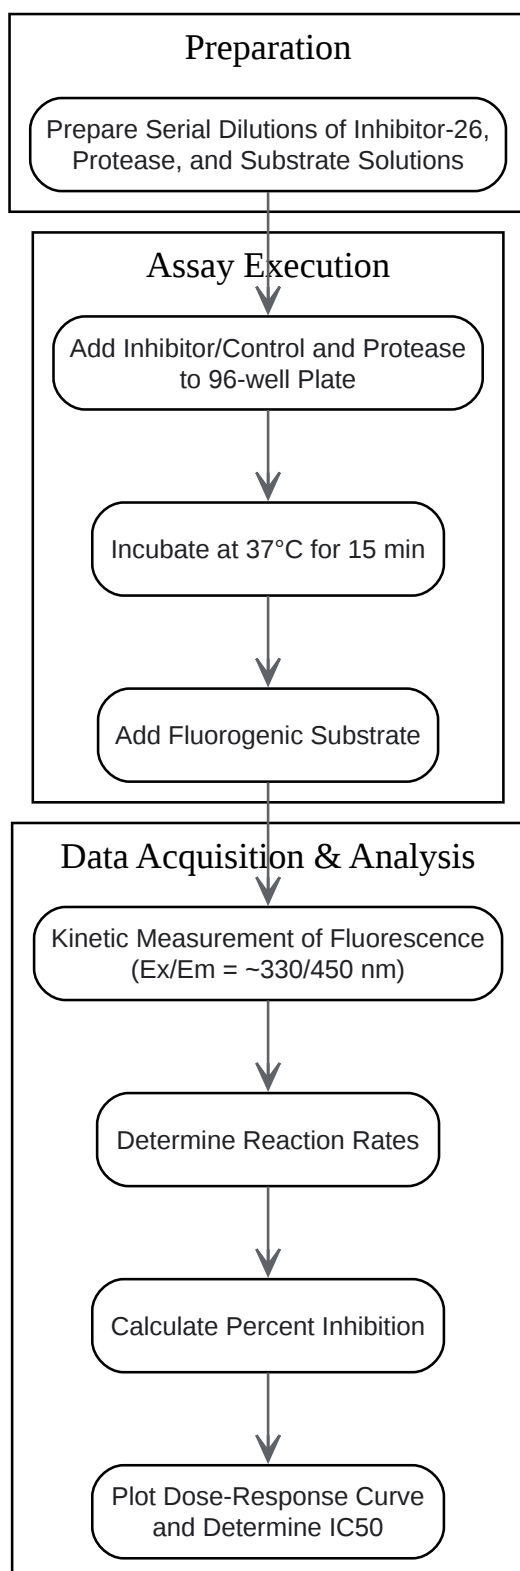 Preparation
Prepare Serial Dilutions of Inhibitor-26,
Protease, and Substrate Solutions
Assay Execution
Add Inhibitor/Control and Protease
to 96-well Plate
Incubate at 37°C for 15 min
Add Fluorogenic Substrate
Data Acquisition & Analysis
Kinetic Measurement of Fluorescence
(Ex/Em = ~330/450 nm)
Determine Reaction Rates
Calculate Percent Inhibition
Plot Dose-Response Curve
and Determine IC50